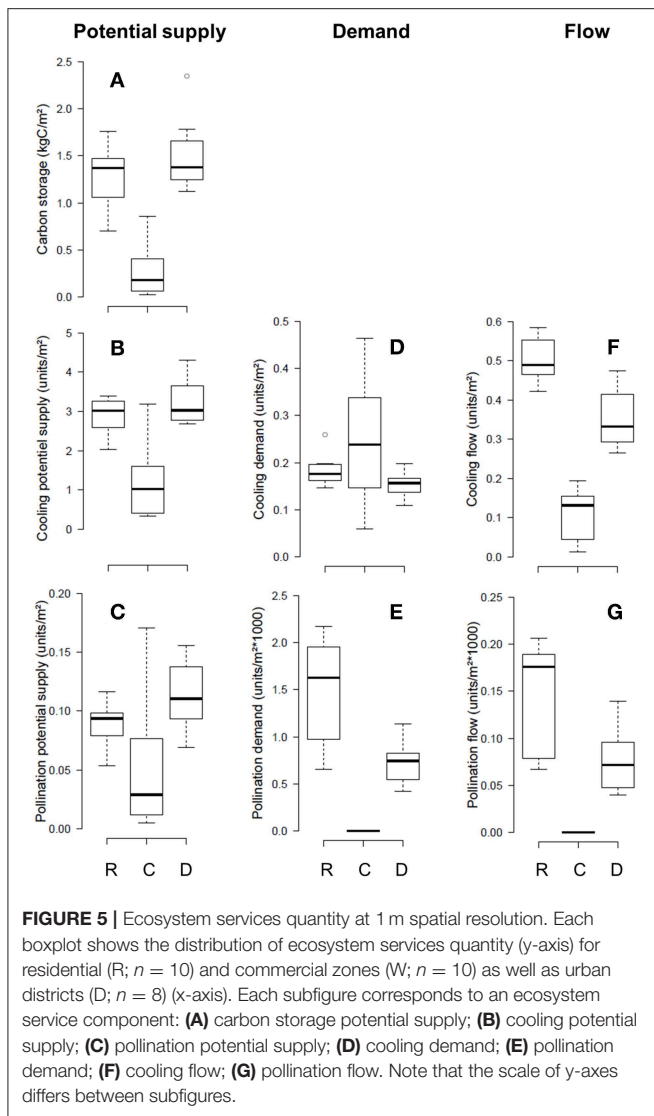 Potential supply Demand Flow
A
Carbon storage (kgC/m²)
2.5
2.0
1.5
1.0
0.5
0.0
B
Cooling potentiel supply (units/m²)
5
4
3
2
1
0
D
Cooling demand (units/m²)
0.5
0.4
0.3
0.2
0.1
0.0
F
Cooling flow (units/m²)
0.6
0.5
0.4
0.3
0.2
0.1
0.0
C
Pollination potential supply (units/m²)
0.20
0.15
0.10
0.05
0.00
R C D
E
Pollination demand (units/m²*1000)
2.5
2.0
1.5
1.0
0.5
0.0
R C D
G
Pollination flow (units/m²*1000)
0.25
0.20
0.15
0.10
0.05
0.00
R C D
FIGURE 5 | Ecosystem services quantity at 1 m spatial resolution. Each
boxplot shows the distribution of ecosystem services quantity (y-axis) for
residential (R; n = 10) and commercial zones (W; n = 10) as well as urban
districts (D; n = 8) (x-axis). Each subfigure corresponds to an ecosystem
service component: (A) carbon storage potential supply; (B) cooling potential
supply; (C) pollination potential supply; (D) cooling demand; (E) pollination
demand; (F) cooling flow; (G) pollination flow. Note that the scale of y-axes
differs between subfigures.